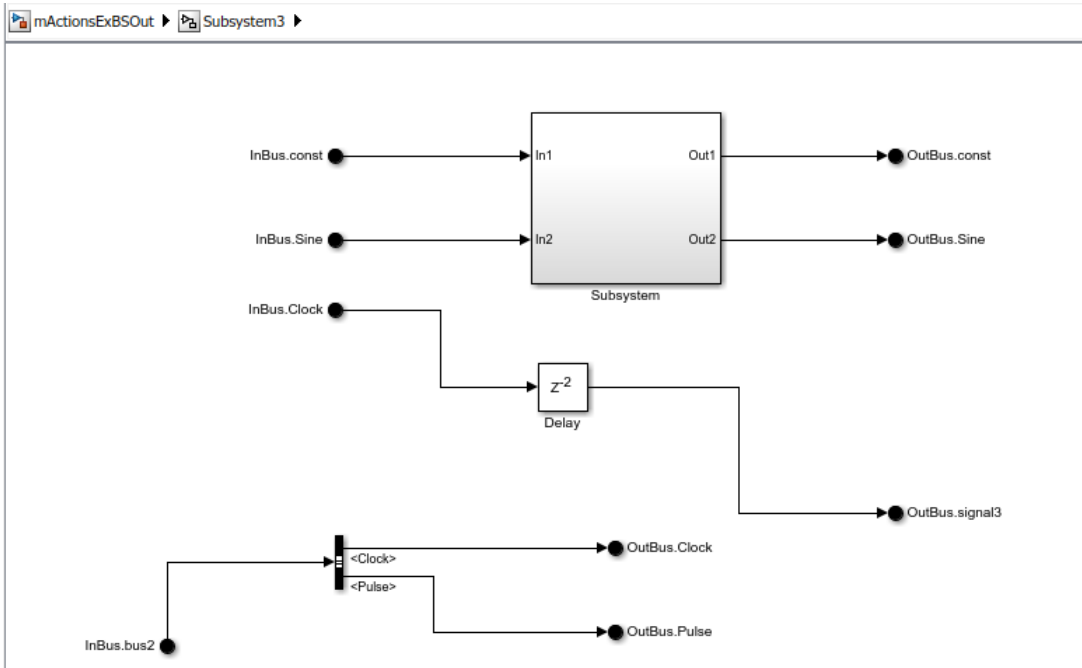 mActionsExBSOut Subsystem3
InBus.const
In1
Out1
OutBus.const
InBus.Sine
In2
Out2
OutBus.Sine
Subsystem
InBus.Clock
Z-2
Delay
OutBus.signal3
<Clock>
OutBus.Clock
<Pulse>
OutBus.Pulse
InBus.bus2